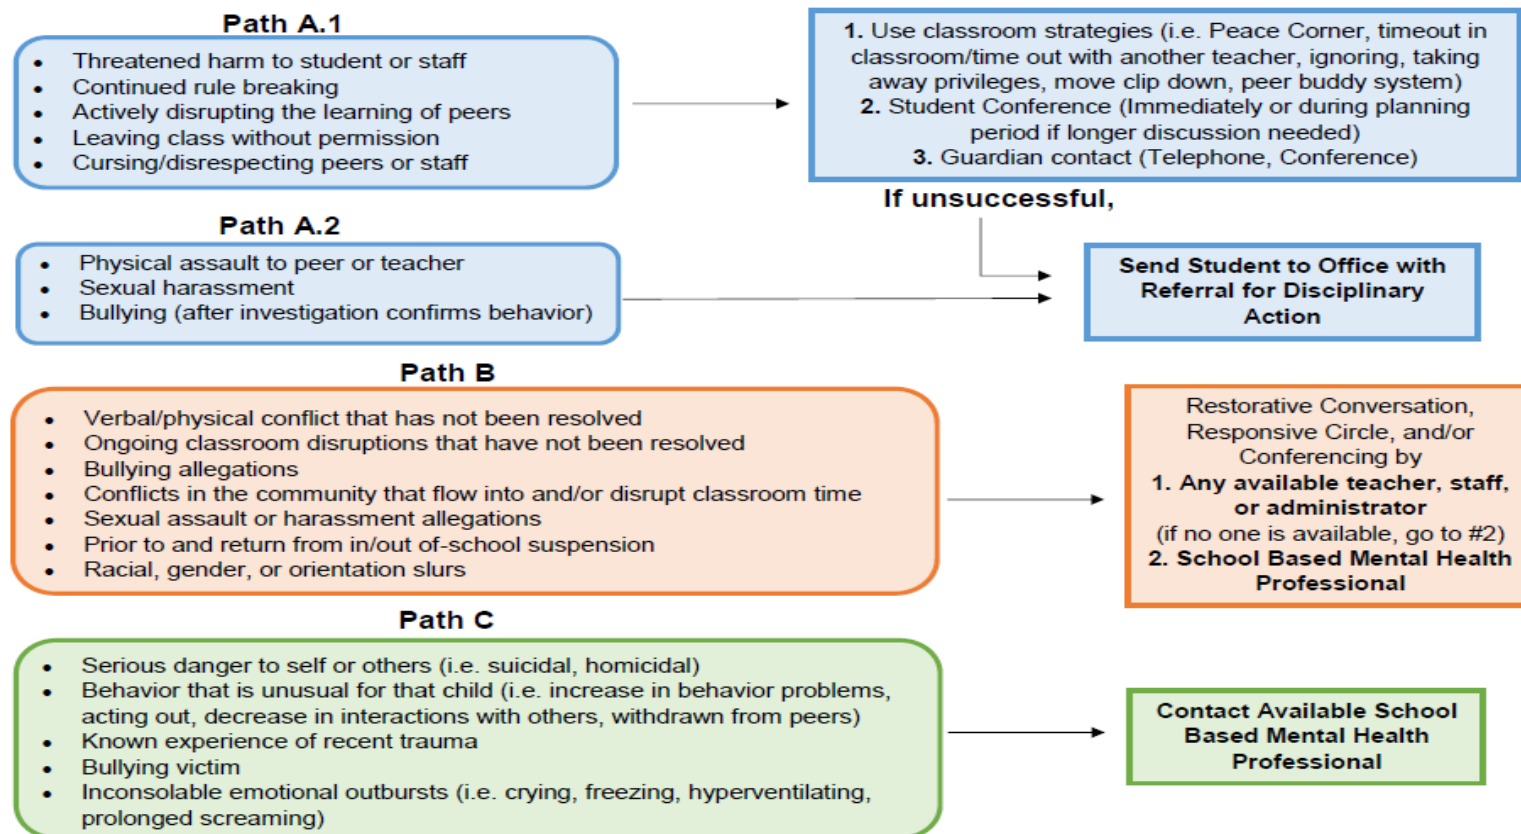 Path A.1
• Threatened harm to student or staff
• Continued rule breaking
• Actively disrupting the learning of peers
• Leaving class without permission
• Cursing/disrespecting peers or staff
1. Use classroom strategies (i.e. Peace Corner, timeout in
classroom/time out with another teacher, ignoring, taking
away privileges, move clip down, peer buddy system)
2. Student Conference (Immediately or during planning
period if longer discussion needed)
3. Guardian contact (Telephone, Conference)
If unsuccessful,
Path A.2
• Physical assault to peer or teacher
• Sexual harassment
• Bullying (after investigation confirms behavior)
Send Student to Office with
Referral for Disciplinary
Action
Path B
• Verbal/physical conflict that has not been resolved
• Ongoing classroom disruptions that have not been resolved
• Bullying allegations
• Conflicts in the community that flow into and/or disrupt classroom time
• Sexual assault or harassment allegations
• Prior to and return from in/out of-school suspension
• Racial, gender, or orientation slurs
Restorative Conversation,
Responsive Circle, and/or
Conferencing by
1. Any available teacher, staff,
or administrator
(if no one is available, go to #2)
2. School Based Mental Health
Professional
Path C
• Serious danger to self or others (i.e. suicidal, homicidal)
• Behavior that is unusual for that child (i.e. increase in behavior problems,
acting out, decrease in interactions with others, withdrawn from peers)
• Known experience of recent trauma
• Bullying victim
• Inconsolable emotional outbursts (i.e. crying, freezing, hyperventilating,
prolonged screaming)
Contact Available School
Based Mental Health
Professional